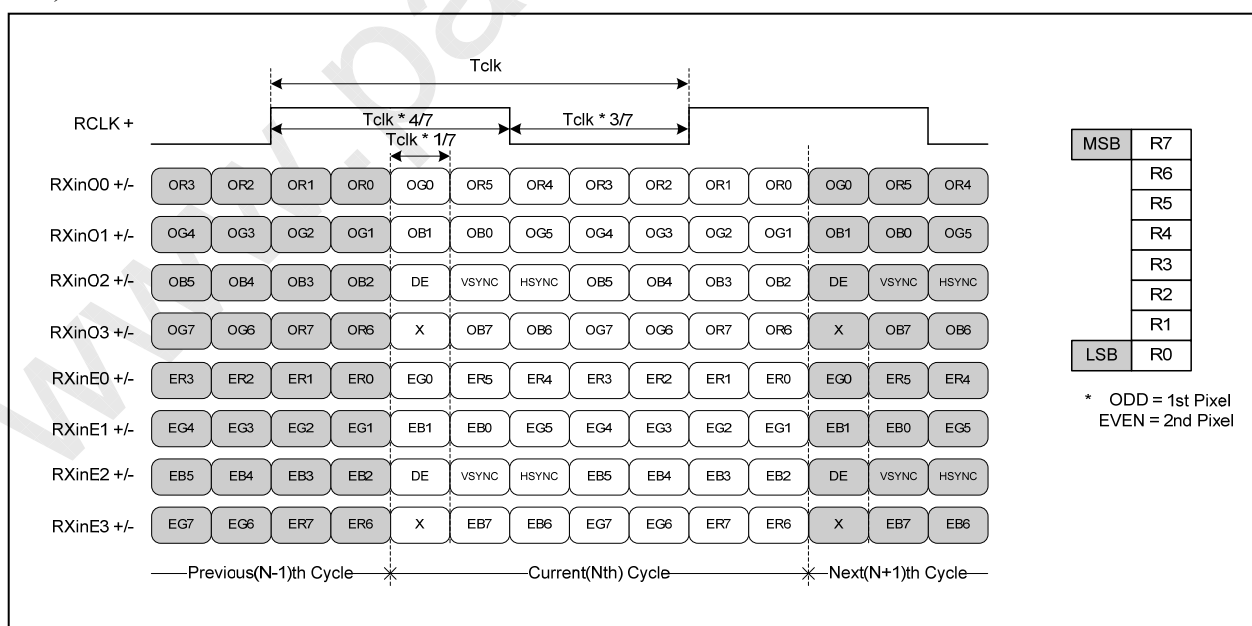 Tclk
RCLK +
Tclk * 4/7
Tclk * 3/7
Tclk * 1/7
RXinO0 +/- OR3 OR2 OR1 OR0 OG0 OR5 OR4 OR3 OR2 OR1 OR0 OG0 OR5 OR4
RXinO1 +/- OG4 OG3 OG2 OG1 OB1 OB0 OG5 OG4 OG3 OG2 OG1 OB1 OB0 OG5
RXinO2 +/- OB5 OB4 OB3 OB2 DE VSYNC HSYNC OB5 OB4 OB3 OB2 DE VSYNC HSYNC
RXinO3 +/- OG7 OG6 OR7 OR6 X OB7 OB6 OG7 OG6 OR7 OR6 X OB7 OB6
RXinE0 +/- ER3 ER2 ER1 ER0 EG0 ER5 ER4 ER3 ER2 ER1 ER0 EG0 ER5 ER4
RXinE1 +/- EG4 EG3 EG2 EG1 EB1 EB0 EG5 EG4 EG3 EG2 EG1 EB1 EB0 EG5
RXinE2 +/- EB5 EB4 EB3 EB2 DE VSYNC HSYNC EB5 EB4 EB3 EB2 DE VSYNC HSYNC
RXinE3 +/- EG7 EG6 ER7 ER6 X EB7 EB6 EG7 EG6 ER7 ER6 X EB7 EB6
Previous(N-1)th Cycle Current(Nth) Cycle Next(N+1)th Cycle
MSB R7
R6
R5
R4
R3
R2
R1
LSB R0
* ODD = 1st Pixel
EVEN = 2nd Pixel
www.pa